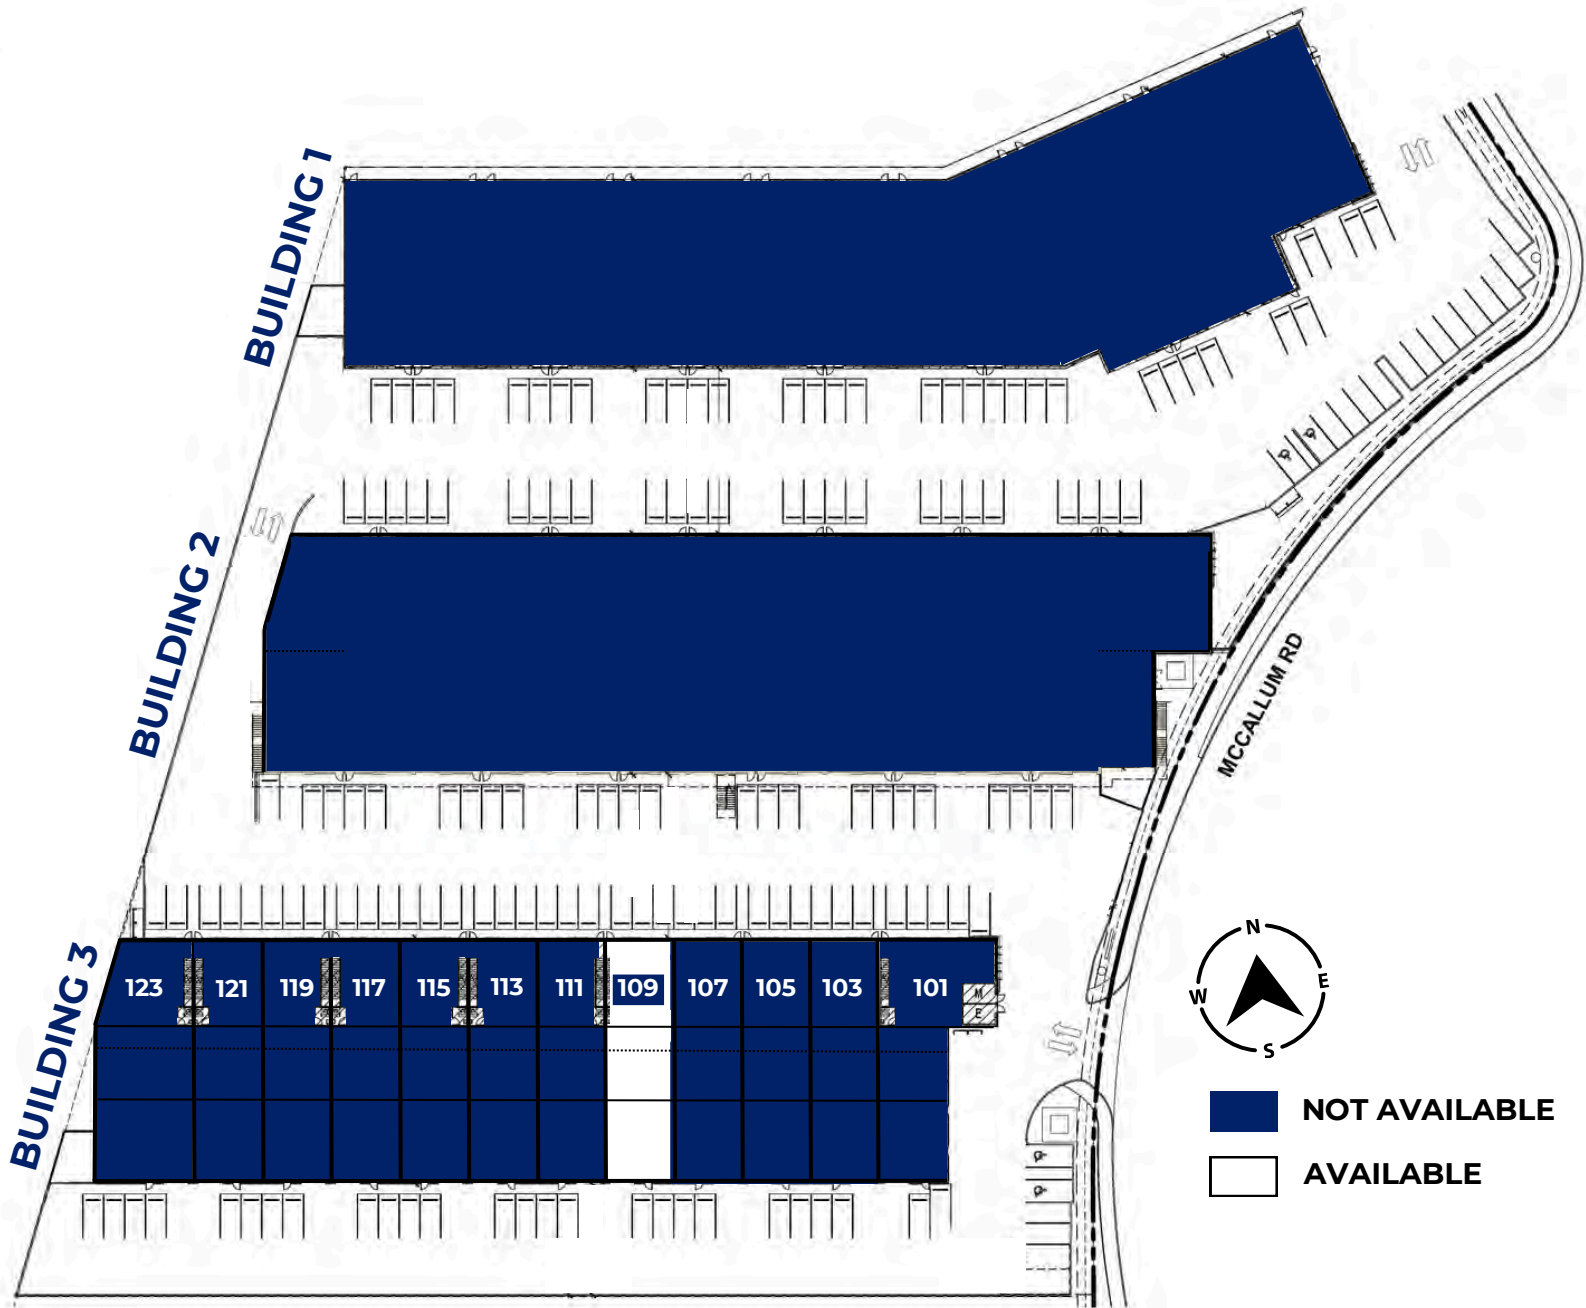 BUILDING 1
BUILDING 2
MCCALLUM RD
BUILDING 3
123 121 119 117 115 113 111 109 107 105 103 101
M
E
N
W E
S
NOT AVAILABLE
AVAILABLE